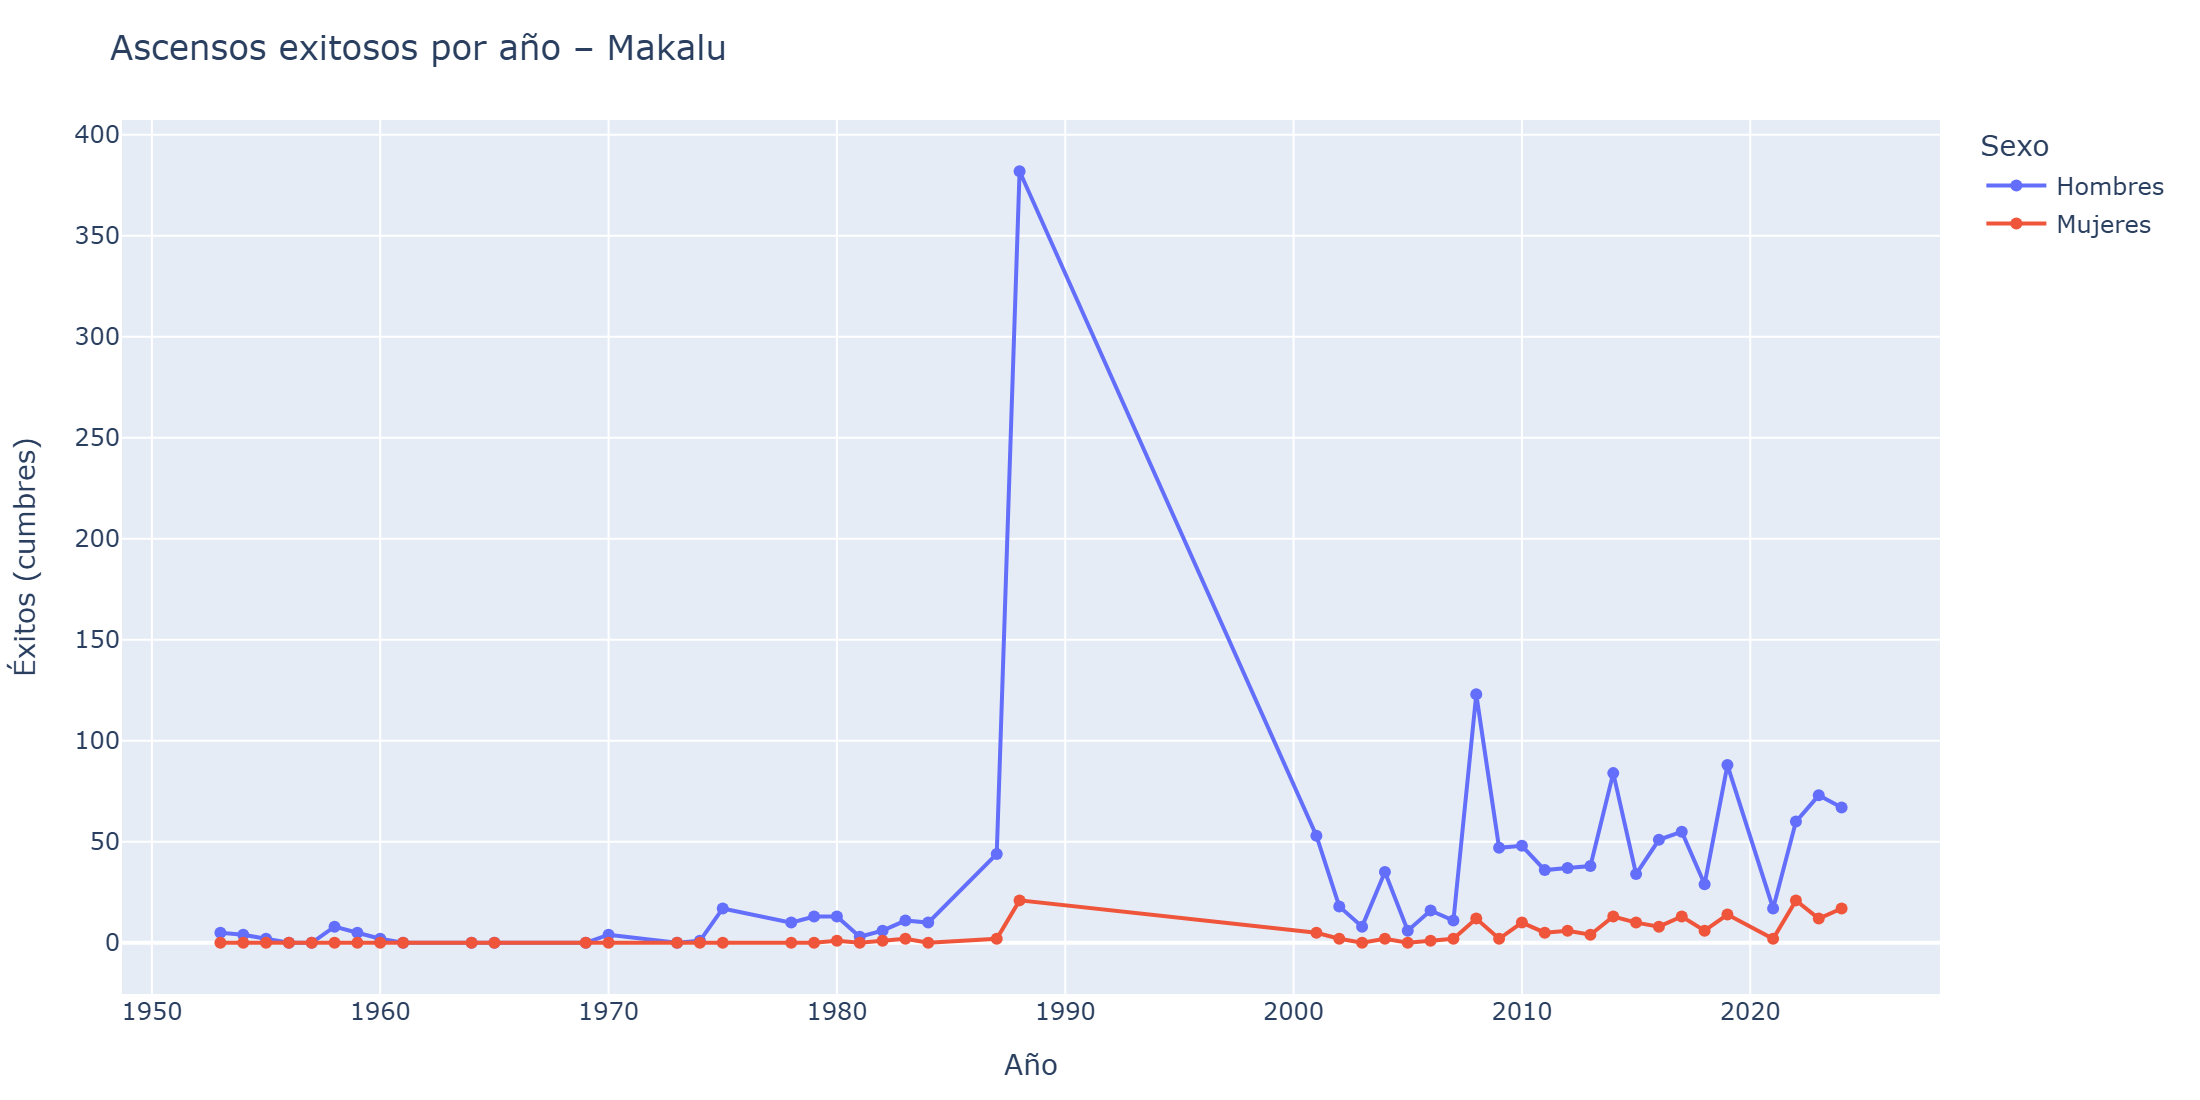 Ascensos exitosos por año – Makalu
Sexo
Hombres
Mujeres
Éxitos (cumbres)
400
350
300
250
200
150
100
50
0
1950 1960 1970 1980 1990 2000 2010 2020
Año